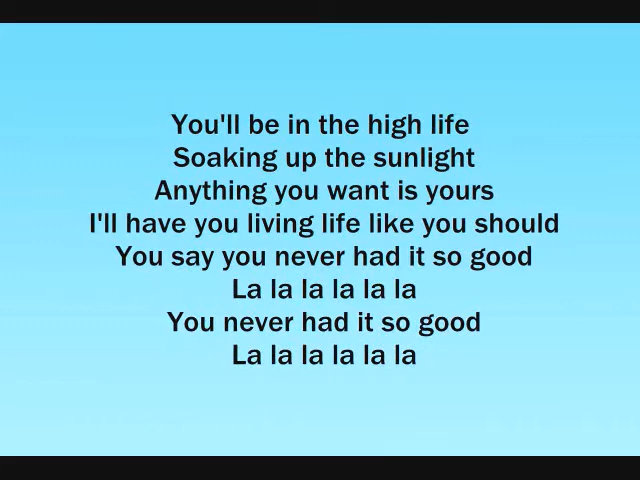 You'll be in the high life
Soaking up the sunlight
Anything you want is yours
I'll have you living life like you should
You say you never had it so good
La la la la la la
You never had it so good
La la la la la la